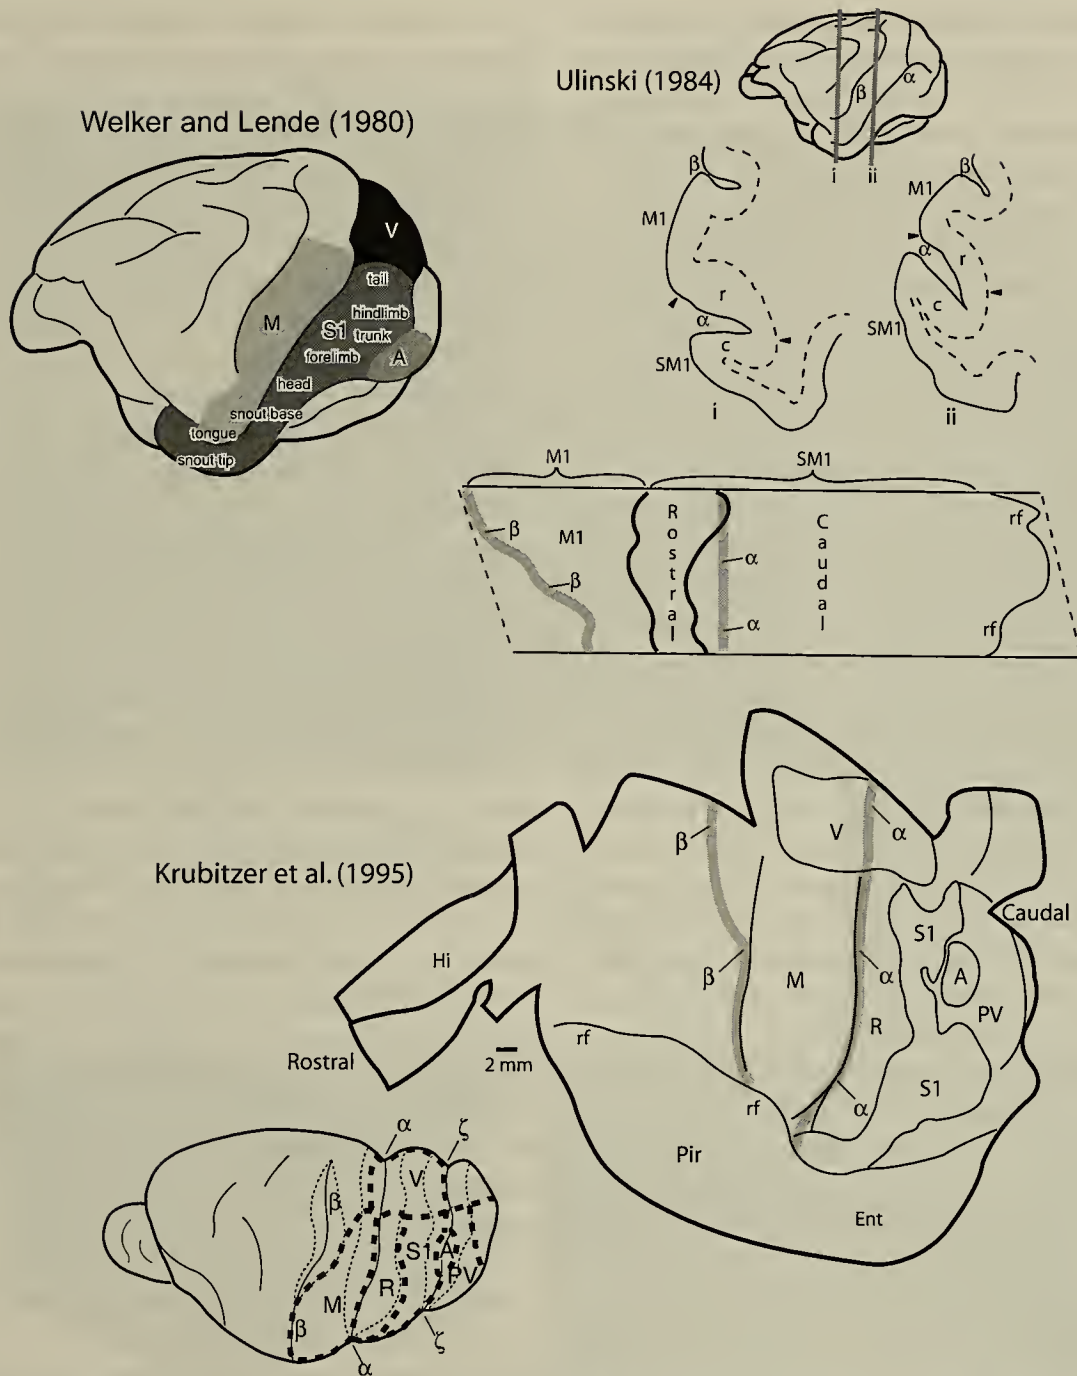 Welker and Lende (1980)
V
tail
M
hindlimb
S1
trunk
forelimb
A
head
snout base
tongue
snout tip
Ulinski (1984)
β
α
i
ii
β
M1
r
α
c
SM1
i
β
M1
α
r
c
SM1
ii
M1
SM1
β
M1
β
Rostral
α
α
Caudal
rf
rf
Krubitzer et al. (1995)
Hi
Rostral
2 mm
rf
β
β
M
V
α
α
R
α
S1
A
PV
S1
Caudal
rf
Pir
Ent
α
ζ
β
V
S1
A
PV
R
M
β
α
ζ